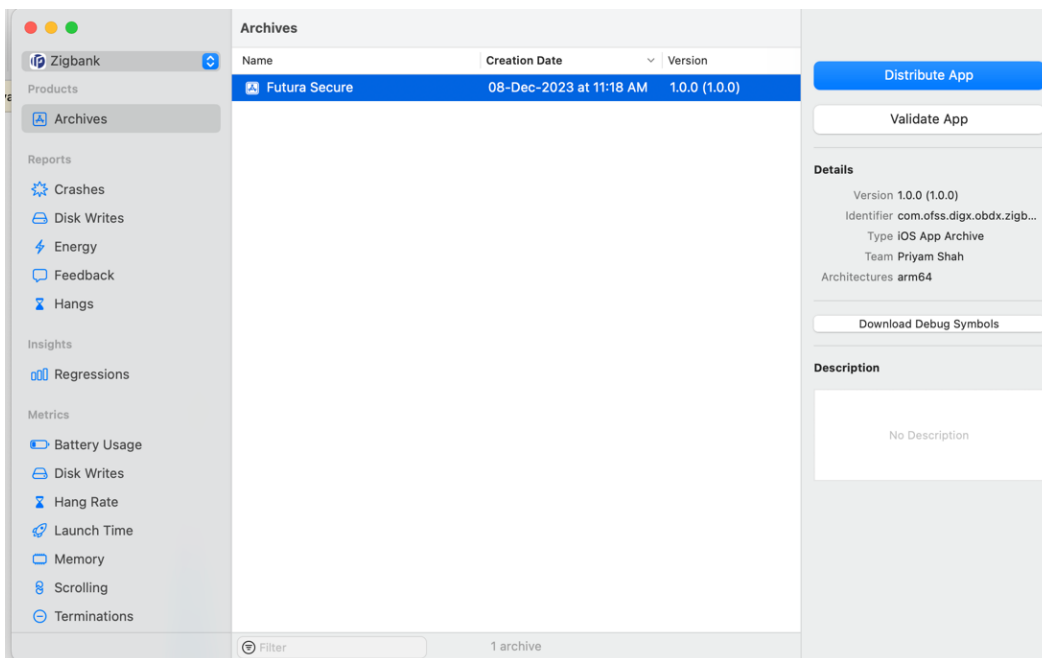 Archives
Zigbank
Products
Archives
Reports
Crashes
Disk Writes
Energy
Feedback
Hangs
Insights
Regressions
Metrics
Battery Usage
Disk Writes
Hang Rate
Launch Time
Memory
Scrolling
Terminations
Name Creation Date Version
Futura Secure 08-Dec-2023 at 11:18 AM 1.0.0 (1.0.0)
Filter 1 archive
Distribute App
Validate App
Details
Version 1.0.0 (1.0.0)
Identifier com.ofss.digx.obdx.zigb...
Type iOS App Archive
Team Priyam Shah
Architectures arm64
Download Debug Symbols
Description
No Description